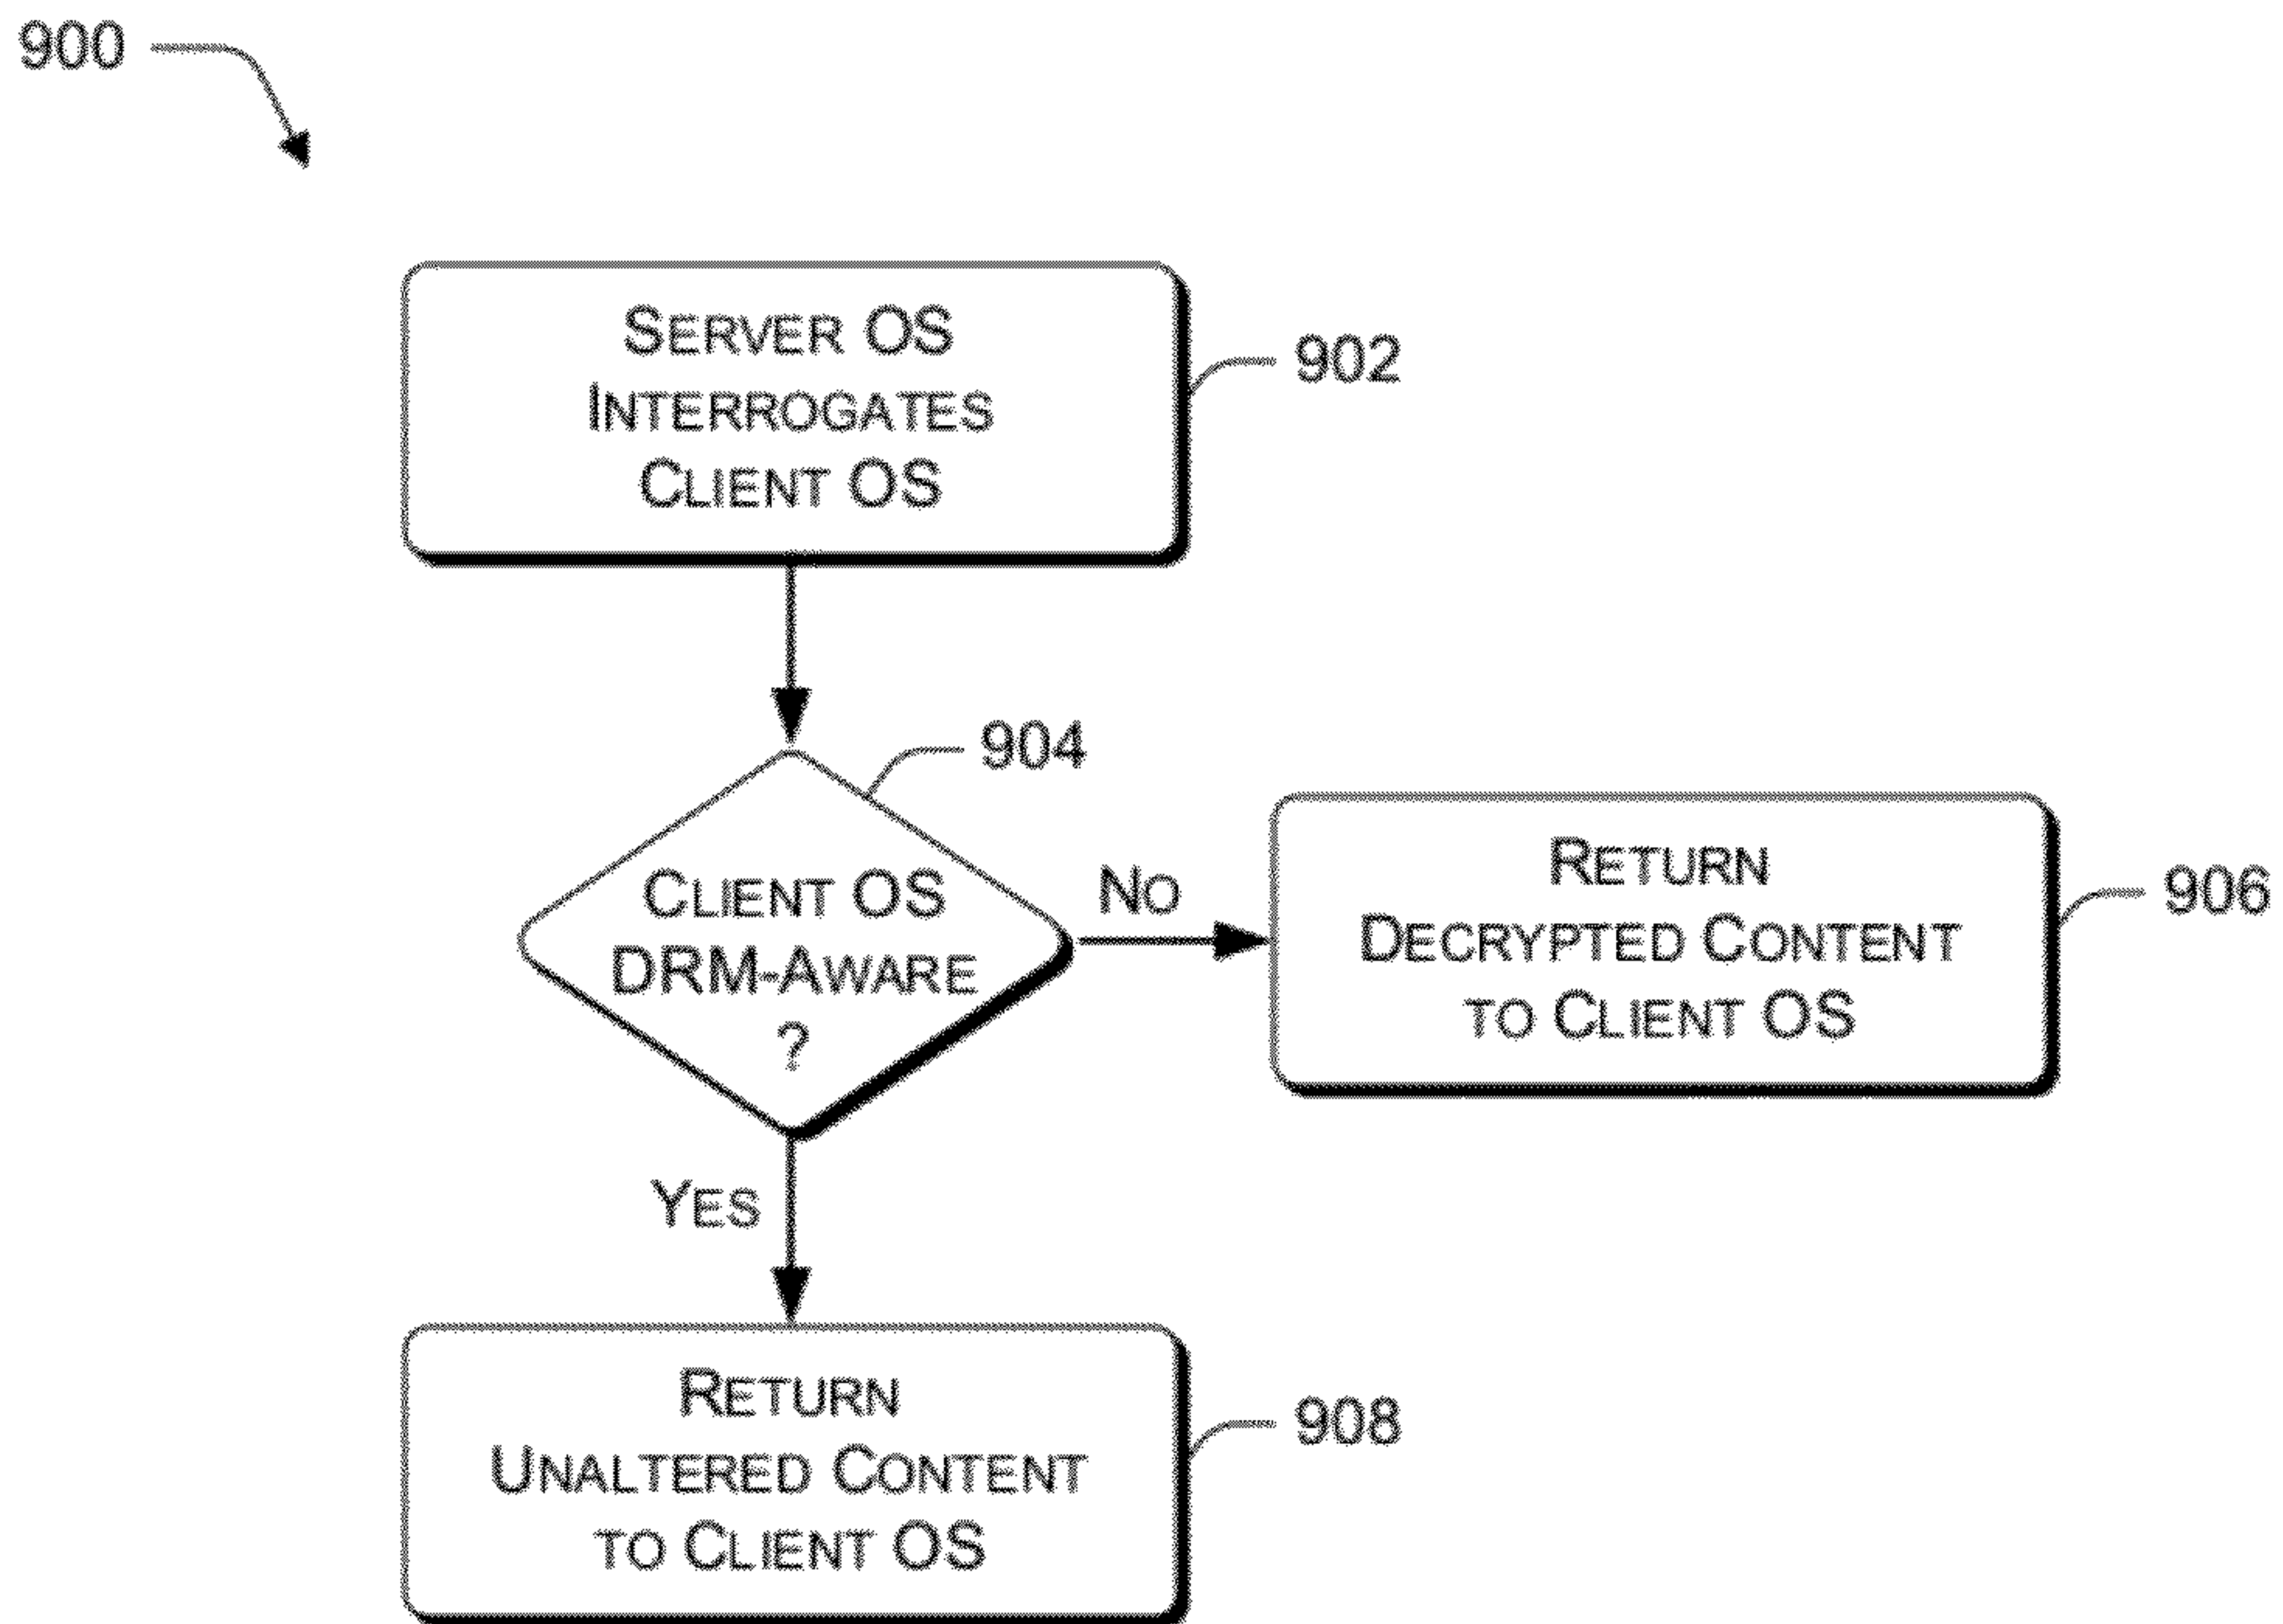 900
SERVER OS
INTERROGATES
CLIENT OS
902
904
CLIENT OS
DRM-AWARE
?
NO
RETURN
DECRYPTED CONTENT
TO CLIENT OS
906
YES
RETURN
UNALTERED CONTENT
TO CLIENT OS
908